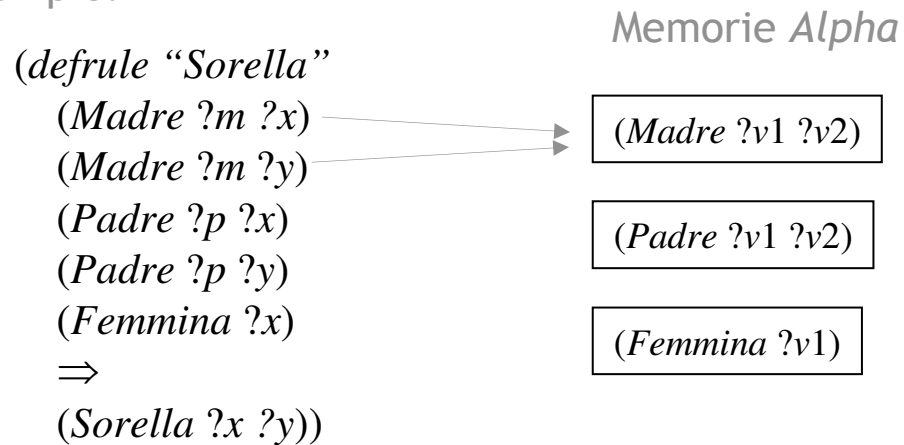 Memorie Alpha
(defrule “Sorella”
(Madre ?m ?x)
(Madre ?m ?y)
(Padre ?p ?x)
(Padre ?p ?y)
(Femmina ?x)
⇒
(Sorella ?x ?y))
(Madre ?v1 ?v2)
(Padre ?v1 ?v2)
(Femmina ?v1)